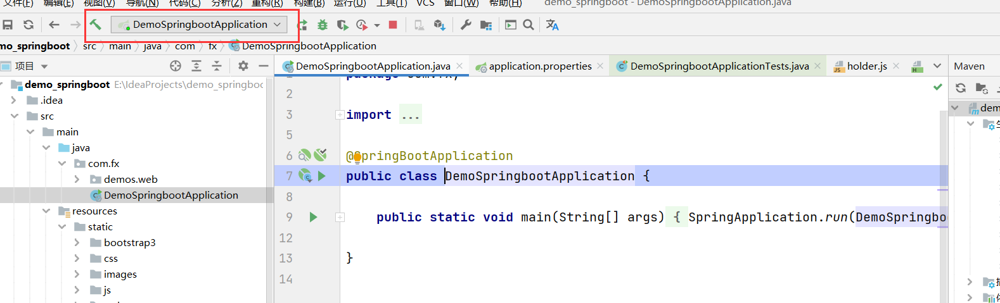 文件(F) 编辑(E) 视图(V) 导航(N) 代码(C) 分析(Z) 重构(R) 构建(B) 运行(U) 工具(T) VCS 窗口(W) 帮助(H) demo_springboot - DemoSpringbootApplication.java
DemoSpringbootApplication
mo_springboot src main java com fx DemoSpringbootApplication
项目
DemoSpringbootApplication.java application.properties DemoSpringbootApplicationTests.java holder.js Maven
demo_springboot E:\IdeaProjects\demo_springboo
.idea
src
main
java
com.fx
demos.web
DemoSpringbootApplication
resources
static
bootstrap3
css
images
js
1 package com.fx;
2
3 import ...
5
6 @SpringBootApplication
7 public class DemoSpringbootApplication {
8
9 public static void main(String[] args) { SpringApplication.run(DemoSpringbo
12
13 }
14
dem